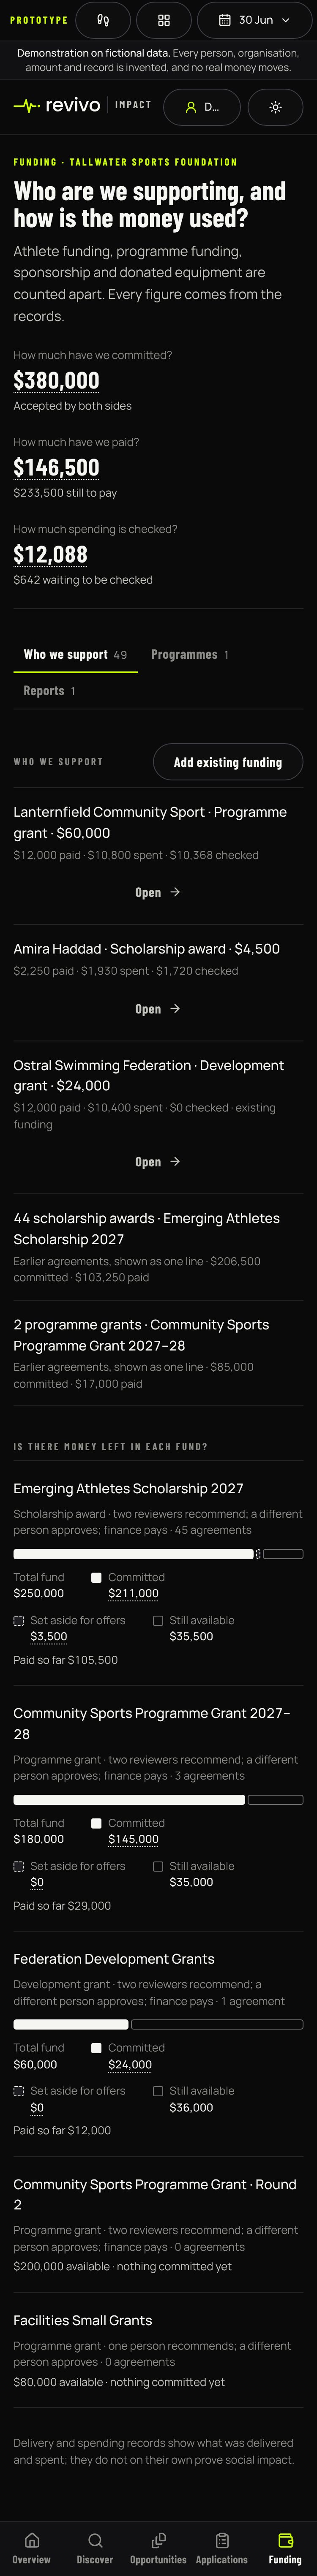 PROTOTYPE
30 Jun
Demonstration on fictional data. Every person, organisation,
amount and record is invented, and no real money moves.
revivo
IMPACT
D...
FUNDING · TALLWATER SPORTS FOUNDATION
Who are we supporting, and
how is the money used?
Athlete funding, programme funding,
sponsorship and donated equipment are
counted apart. Every figure comes from the
records.
How much have we committed?
$380,000
Accepted by both sides
How much have we paid?
$146,500
$233,500 still to pay
How much spending is checked?
$12,088
$642 waiting to be checked
Who we support 49
Programmes 1
Reports 1
WHO WE SUPPORT
Add existing funding
Lanternfield Community Sport · Programme
grant · $60,000
$12,000 paid · $10,800 spent · $10,368 checked
Open →
Amira Haddad · Scholarship award · $4,500
$2,250 paid · $1,930 spent · $1,720 checked
Open →
Ostral Swimming Federation · Development
grant · $24,000
$12,000 paid · $10,400 spent · $0 checked · existing
funding
Open →
44 scholarship awards · Emerging Athletes
Scholarship 2027
Earlier agreements, shown as one line · $206,500
committed · $103,250 paid
2 programme grants · Community Sports
Programme Grant 2027–28
Earlier agreements, shown as one line · $85,000
committed · $17,000 paid
IS THERE MONEY LEFT IN EACH FUND?
Emerging Athletes Scholarship 2027
Scholarship award · two reviewers recommend; a different
person approves; finance pays · 45 agreements
Total fund
$250,000
Committed
$211,000
Set aside for offers
$3,500
Still available
$35,500
Paid so far $105,500
Community Sports Programme Grant 2027–
28
Programme grant · two reviewers recommend; a different
person approves; finance pays · 3 agreements
Total fund
$180,000
Committed
$145,000
Set aside for offers
$0
Still available
$35,000
Paid so far $29,000
Federation Development Grants
Development grant · two reviewers recommend; a
different person approves; finance pays · 1 agreement
Total fund
$60,000
Committed
$24,000
Set aside for offers
$0
Still available
$36,000
Paid so far $12,000
Community Sports Programme Grant · Round
2
Programme grant · two reviewers recommend; a different
person approves; finance pays · 0 agreements
$200,000 available · nothing committed yet
Facilities Small Grants
Programme grant · one person recommends; a different
person approves · 0 agreements
$80,000 available · nothing committed yet
Delivery and spending records show what was delivered
and spent; they do not on their own prove social impact.
Overview
Discover
Opportunities
Applications
Funding